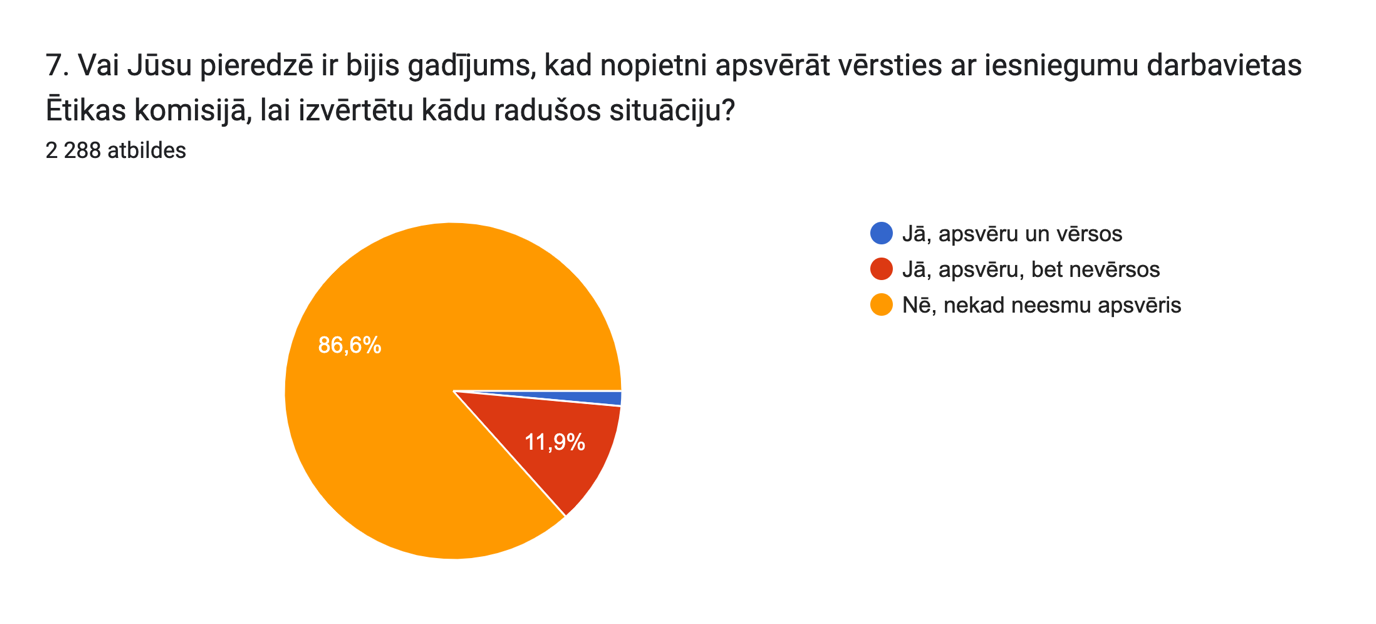 7. Vai Jūsu pieredzē ir bijis gadījums, kad nopietni apsvērāt vērsties ar iesniegumu darbavietas
Ētikas komisijā, lai izvērtētu kādu radušos situāciju?
2 288 atbildes
Jā, apsvēru un vērsos
Jā, apsvēru, bet nevērsos
Nē, nekad neesmu apsvēris
86,6%
11,9%